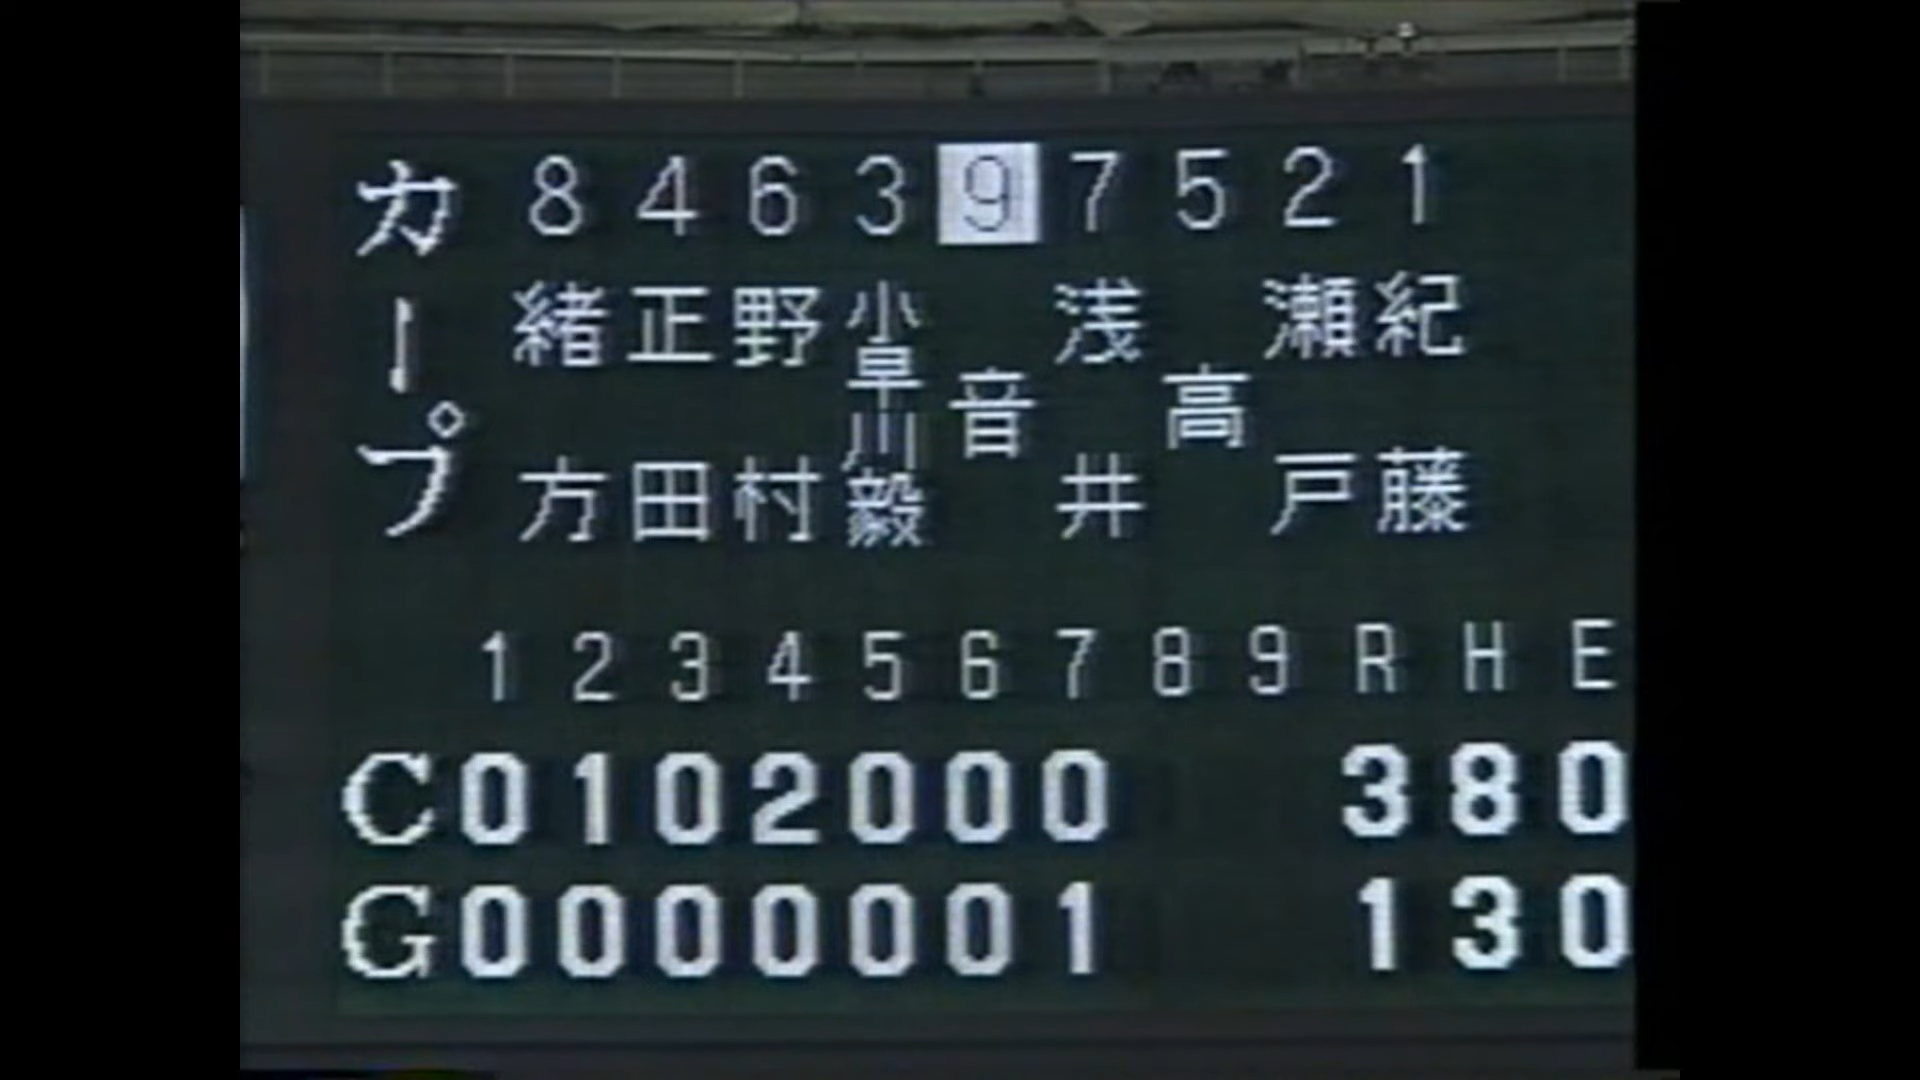 カープ
8 4 6 3 9 7 5 2 1
緒方 正田 野村 小早川毅 音 浅井 高 瀬戸 紀藤
1 2 3 4 5 6 7 8 9 R H E
C 0 1 0 2 0 0 0 3 8 0
G 0 0 0 0 0 0 1 1 3 0